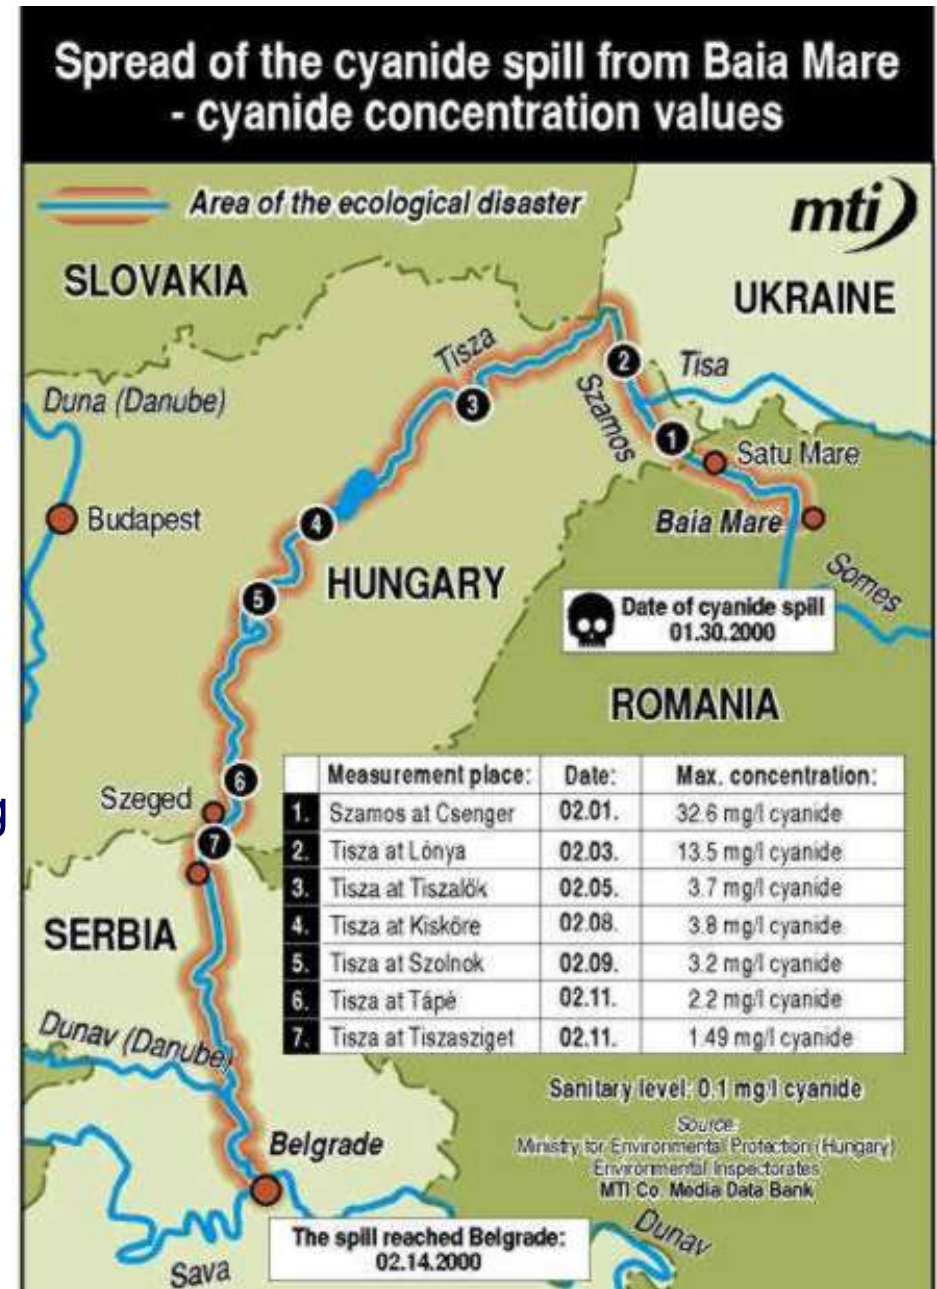 Spread of the cyanide spill from Baia Mare
- cyanide concentration values
Area of the ecological disaster
mti
SLOVAKIA
UKRAINE
Tisza
2
Tisa
Duna (Danube)
3
Szamos
1
Satu Mare
Budapest
4
Baia Mare
HUNGARY
Somes
5
Date of cyanide spill
01.30.2000
ROMANIA
6
Szeged
7
g
Measurement place: Date: Max. concentration:
1. Szamos at Csenger 02.01. 32.6 mg/l cyanide
2. Tisza at Lónya 02.03. 13.5 mg/l cyanide
3. Tisza at Tiszalök 02.05. 3.7 mg/l cyanide
4. Tisza at Kisköre 02.08. 3.8 mg/l cyanide
5. Tisza at Szolnok 02.09. 3.2 mg/l cyanide
6. Tisza at Tápé 02.11. 2.2 mg/l cyanide
7. Tisza at Tiszasziget 02.11. 1.49 mg/l cyanide
SERBIA
Dunav (Danube)
Sanitary level: 0.1 mg/l cyanide
Source:
Ministry for Environmental Protection (Hungary)
Environmental Inspectorates
MTI Co. Media Data Bank
Belgrade
The spill reached Belgrade:
02.14.2000
Dunav
Sava